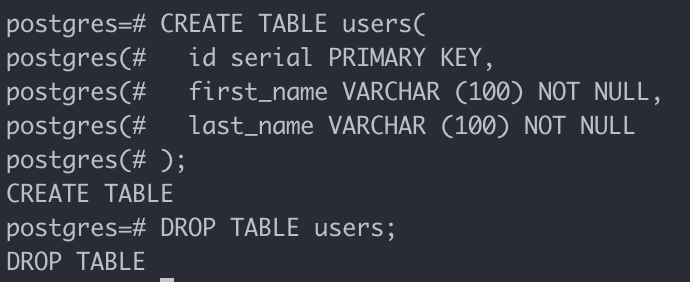 postgres=# CREATE TABLE users(
postgres(#   id serial PRIMARY KEY,
postgres(#   first_name VARCHAR (100) NOT NULL,
postgres(#   last_name VARCHAR (100) NOT NULL
postgres(# );
CREATE TABLE
postgres=# DROP TABLE users;
DROP TABLE